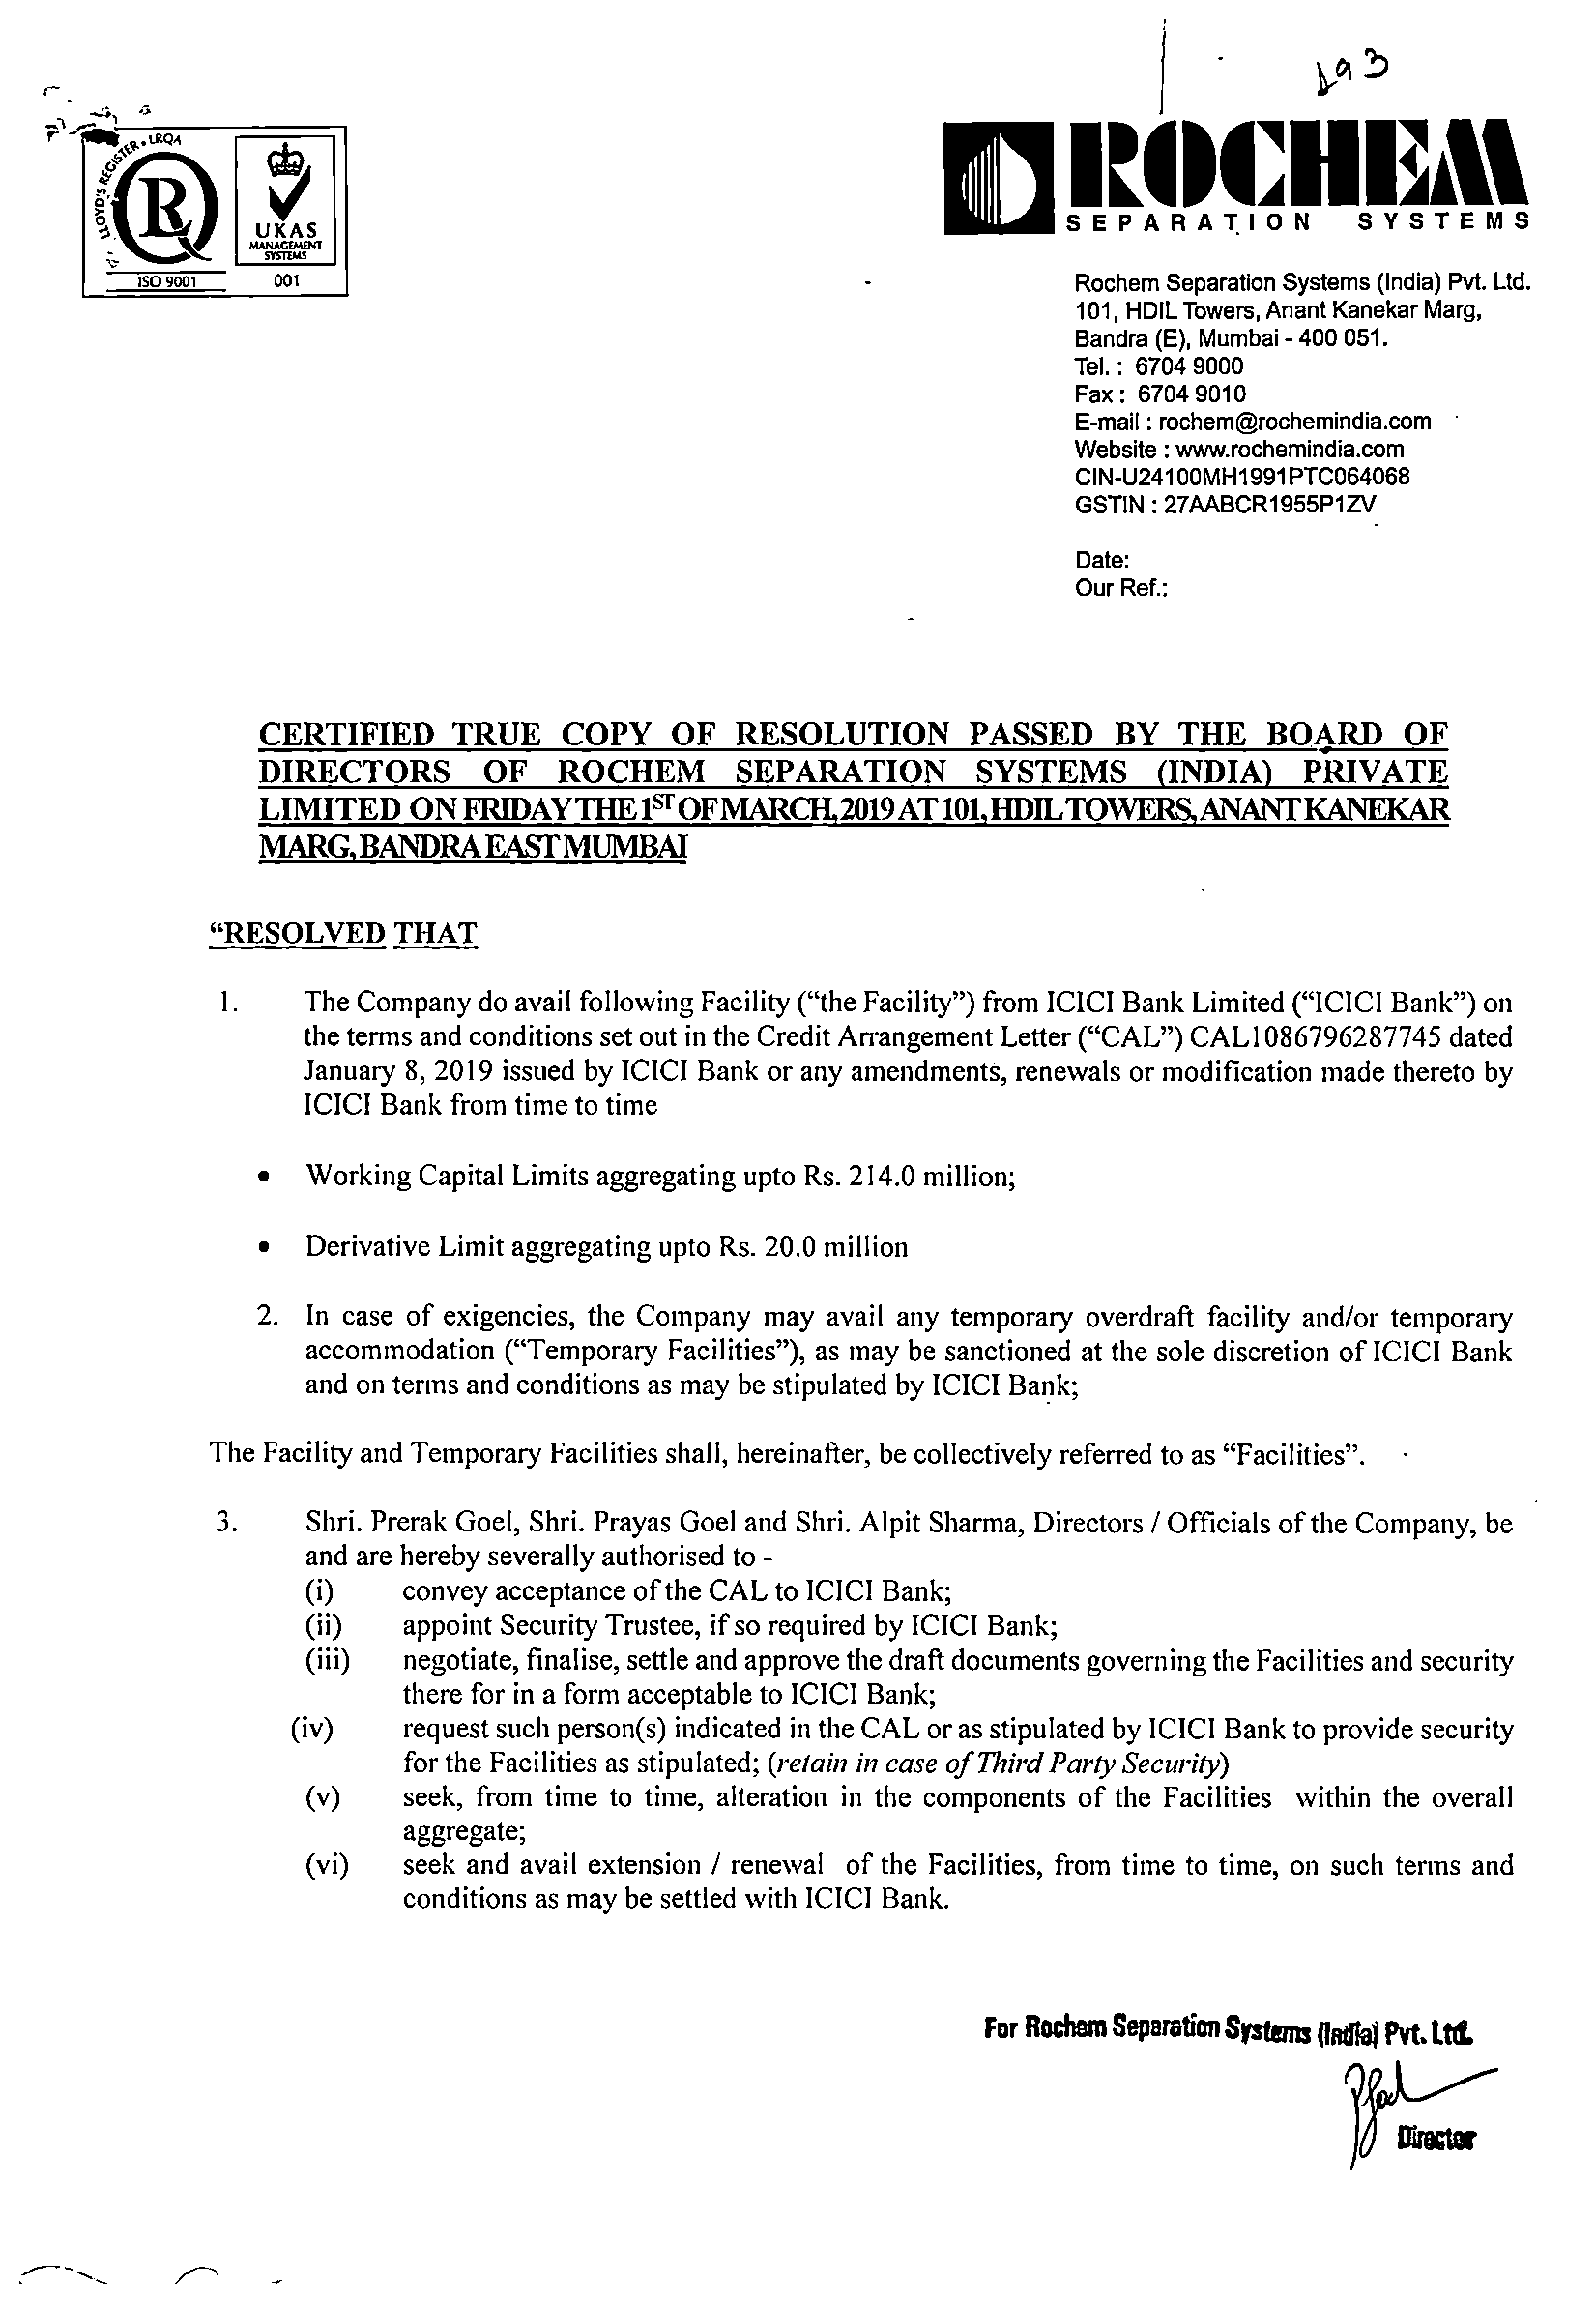 193
LLOYD'S REGISTER • LRQA
R
UKAS
MANAGEMENT
SYSTEMS
ISO 9001
001
ROCHEM
SEPARATION SYSTEMS
Rochem Separation Systems (India) Pvt. Ltd.
101, HDIL Towers, Anant Kanekar Marg,
Bandra (E), Mumbai - 400 051.
Tel. : 6704 9000
Fax : 6704 9010
E-mail : rochem@rochemindia.com
Website : www.rochemindia.com
CIN-U24100MH1991PTC064068
GSTIN : 27AABCR1955P1ZV
Date:
Our Ref.:
CERTIFIED TRUE COPY OF RESOLUTION PASSED BY THE BOARD OF
DIRECTORS OF ROCHEM SEPARATION SYSTEMS (INDIA) PRIVATE
LIMITED ON FRIDAY THE 1ST OF MARCH, 2019 AT 101, HDIL TOWERS, ANANT KANEKAR
MARG, BANDRA EAST MUMBAI
“RESOLVED THAT
1. The Company do avail following Facility (“the Facility”) from ICICI Bank Limited (“ICICI Bank”) on
the terms and conditions set out in the Credit Arrangement Letter (“CAL”) CAL1086796287745 dated
January 8, 2019 issued by ICICI Bank or any amendments, renewals or modification made thereto by
ICICI Bank from time to time
• Working Capital Limits aggregating upto Rs. 214.0 million;
• Derivative Limit aggregating upto Rs. 20.0 million
2. In case of exigencies, the Company may avail any temporary overdraft facility and/or temporary
accommodation (“Temporary Facilities”), as may be sanctioned at the sole discretion of ICICI Bank
and on terms and conditions as may be stipulated by ICICI Bank;
The Facility and Temporary Facilities shall, hereinafter, be collectively referred to as “Facilities”.
3. Shri. Prerak Goel, Shri. Prayas Goel and Shri. Alpit Sharma, Directors / Officials of the Company, be
and are hereby severally authorised to -
(i) convey acceptance of the CAL to ICICI Bank;
(ii) appoint Security Trustee, if so required by ICICI Bank;
(iii) negotiate, finalise, settle and approve the draft documents governing the Facilities and security
there for in a form acceptable to ICICI Bank;
(iv) request such person(s) indicated in the CAL or as stipulated by ICICI Bank to provide security
for the Facilities as stipulated; (retain in case of Third Party Security)
(v) seek, from time to time, alteration in the components of the Facilities within the overall
aggregate;
(vi) seek and avail extension / renewal of the Facilities, from time to time, on such terms and
conditions as may be settled with ICICI Bank.
For Rochem Separation Systems (India) Pvt. Ltd.
Director